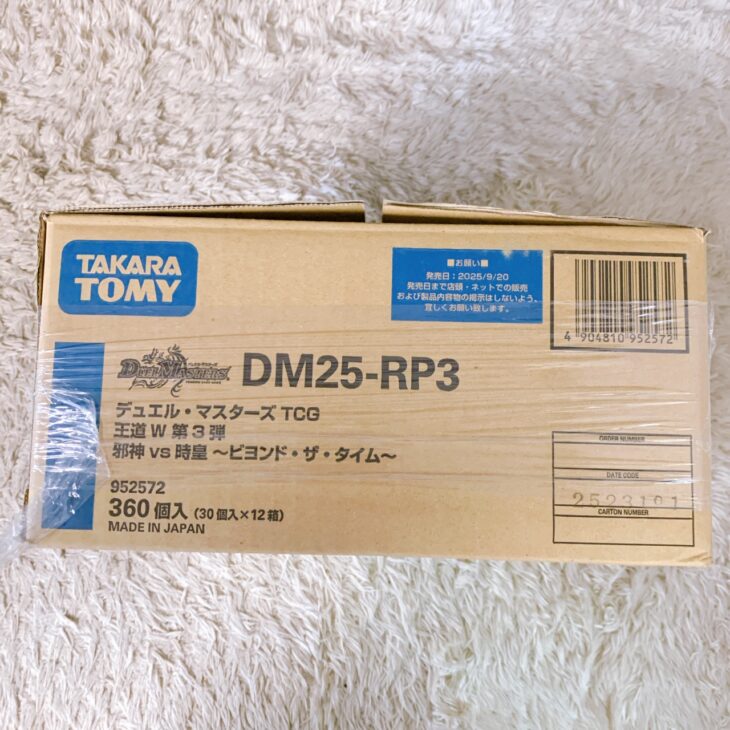 TAKARA
TOMY
■お願い■
発売日：2025/9/20
発売日まで店頭・ネットでの販売
および製品内容物の掲示はしないよう、
宜しくお願い致します。
4 904810 952572
DUEL MASTERS
DM25-RP3
デュエル・マスターズ TCG
王道 W 第３弾
邪神 vs 時皇 ～ビヨンド・ザ・タイム～
952572
360個入（30個入×12箱）
MADE IN JAPAN
ORDER NUMBER
DATE CODE
2523191
CARTON NUMBER